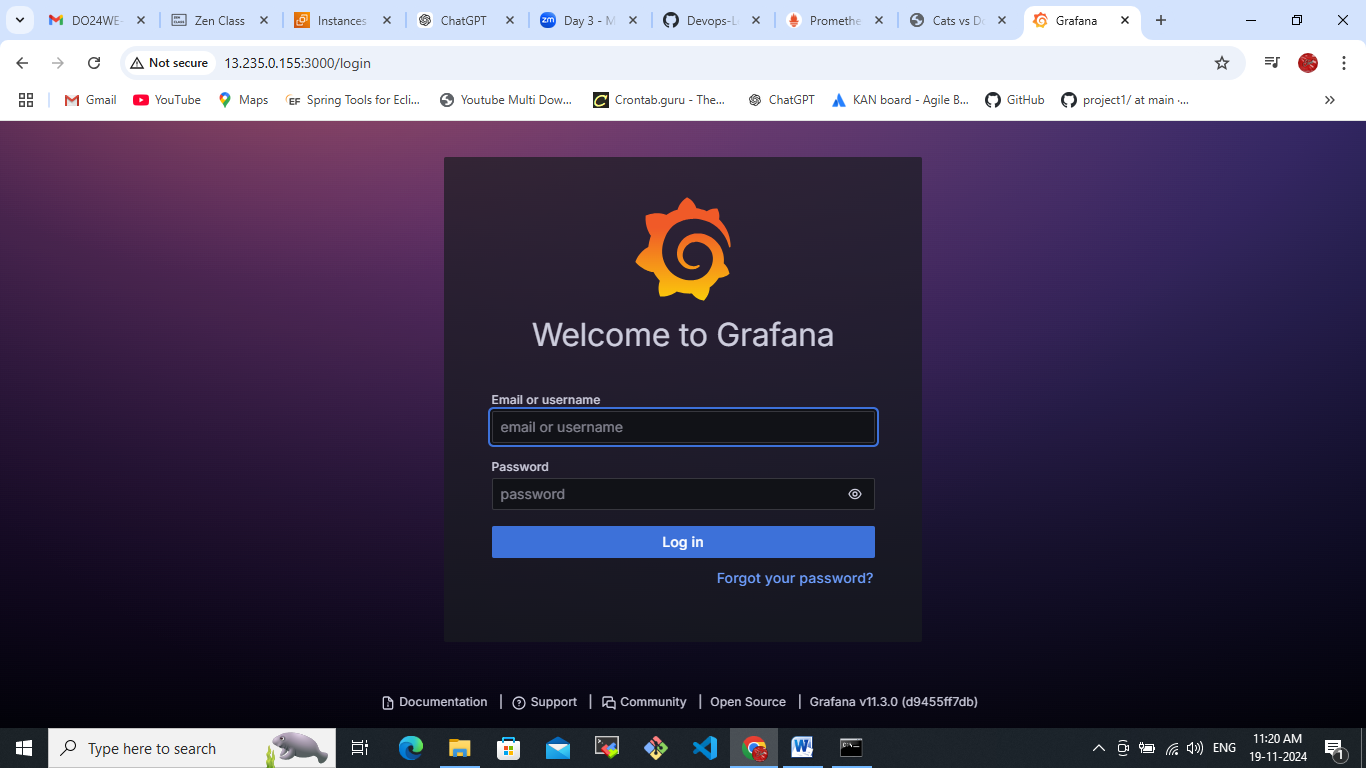 DO24WE-
Zen Class
Instances
ChatGPT
Day 3 - M
Devops-L
Promethe
Cats vs Do
Grafana
Not secure
13.235.0.155:3000/login
Gmail
YouTube
Maps
Spring Tools for Ecli...
Youtube Multi Dow...
Crontab.guru - The...
ChatGPT
KAN board - Agile B...
GitHub
project1/ at main ·...
Welcome to Grafana
Email or username
email or username
Password
password
Log in
Forgot your password?
Documentation | Support | Community | Open Source | Grafana v11.3.0 (d9455ff7db)
Type here to search
ENG
11:20 AM
19-11-2024
1